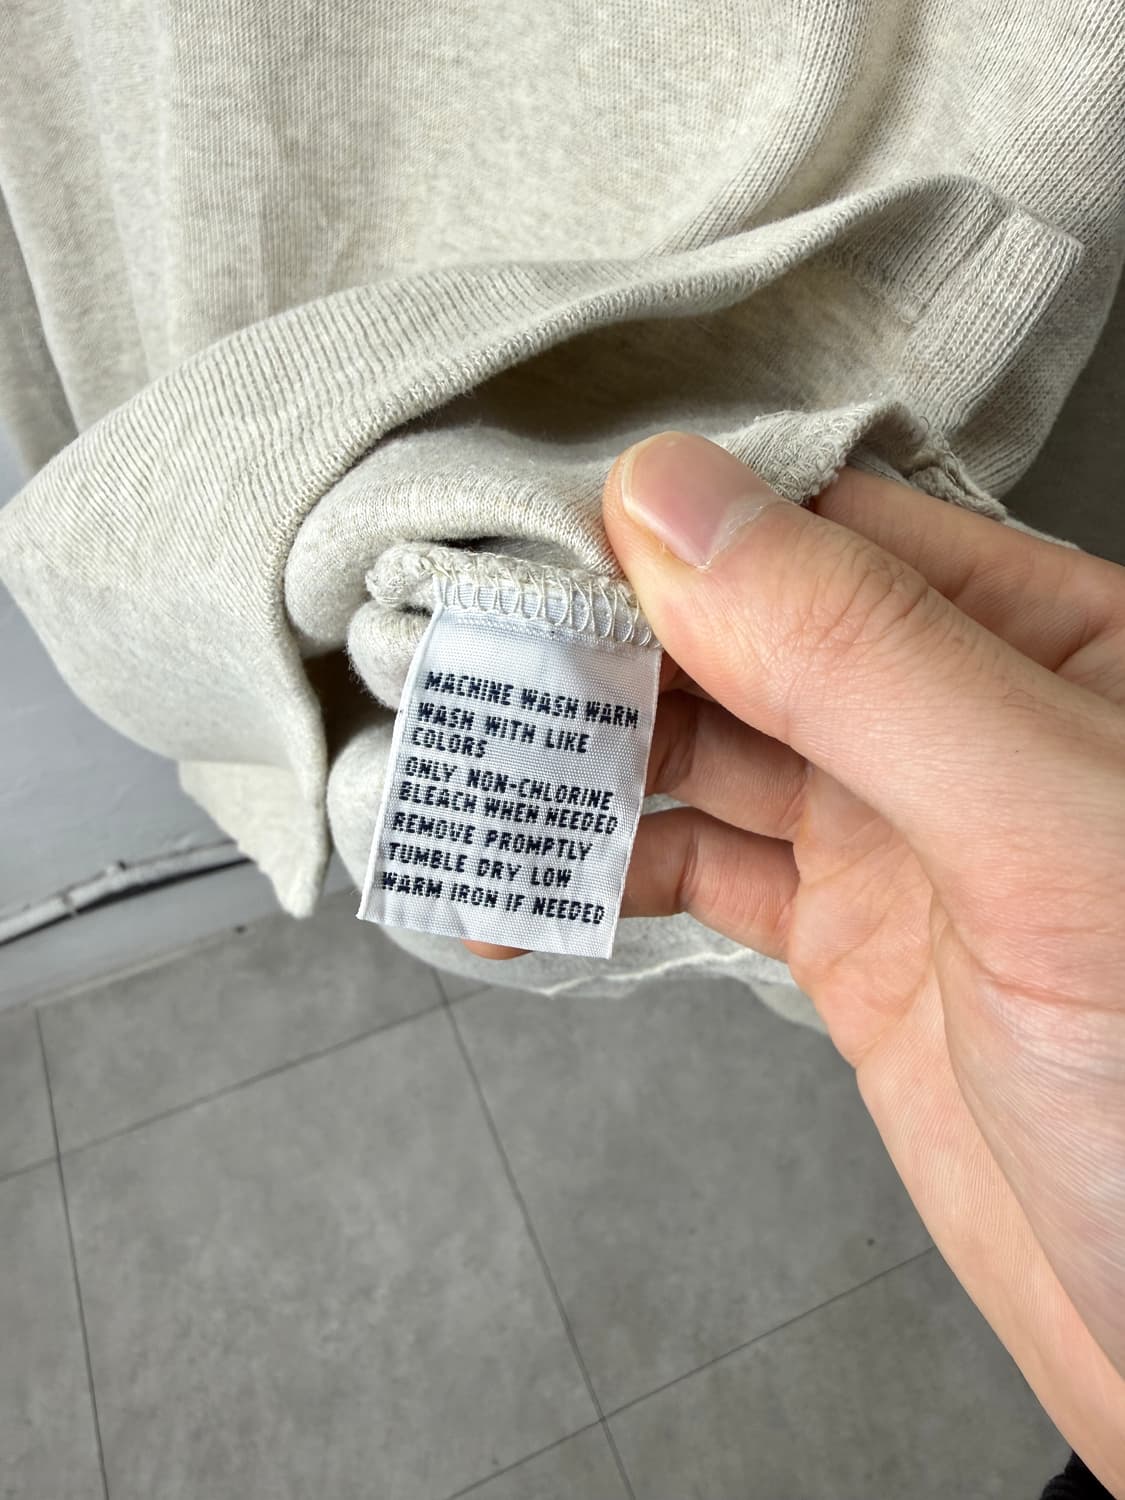 MACHINE WASH WARM
WASH WITH LIKE
COLORS
ONLY NON-CHLORINE
BLEACH WHEN NEEDED
REMOVE PROMPTLY
TUMBLE DRY LOW
WARM IRON IF NEEDED